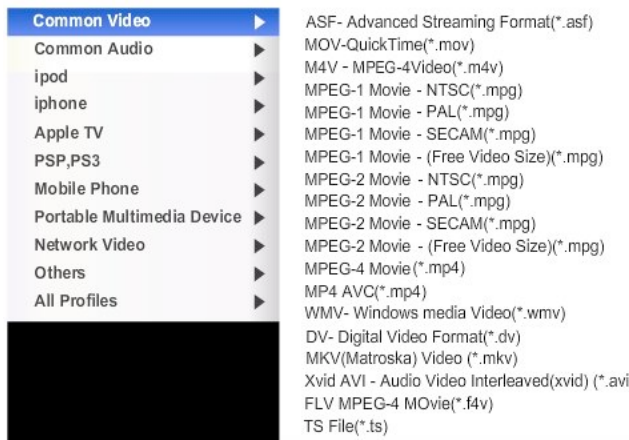 Common Video
Common Audio
ipod
iphone
Apple TV
PSP,PS3
Mobile Phone
Portable Multimedia Device
Network Video
Others
All Profiles
ASF- Advanced Streaming Format(*.asf)
MOV-QuickTime(*.mov)
M4V - MPEG-4Video(*.m4v)
MPEG-1 Movie - NTSC(*.mpg)
MPEG-1 Movie - PAL(*.mpg)
MPEG-1 Movie - SECAM(*.mpg)
MPEG-1 Movie - (Free Video Size)(*.mpg)
MPEG-2 Movie - NTSC(*.mpg)
MPEG-2 Movie - PAL(*.mpg)
MPEG-2 Movie - SECAM(*.mpg)
MPEG-2 Movie - (Free Video Size)(*.mpg)
MPEG-4 Movie(*.mp4)
MP4 AVC(*.mp4)
WMV- Windows media Video(*.wmv)
DV- Digital Video Format(*.dv)
MKV(Matroska) Video (*.mkv)
Xvid AVI - Audio Video Interleaved(xvid) (*.avi
FLV MPEG-4 MOvie(*.f4v)
TS File(*.ts)